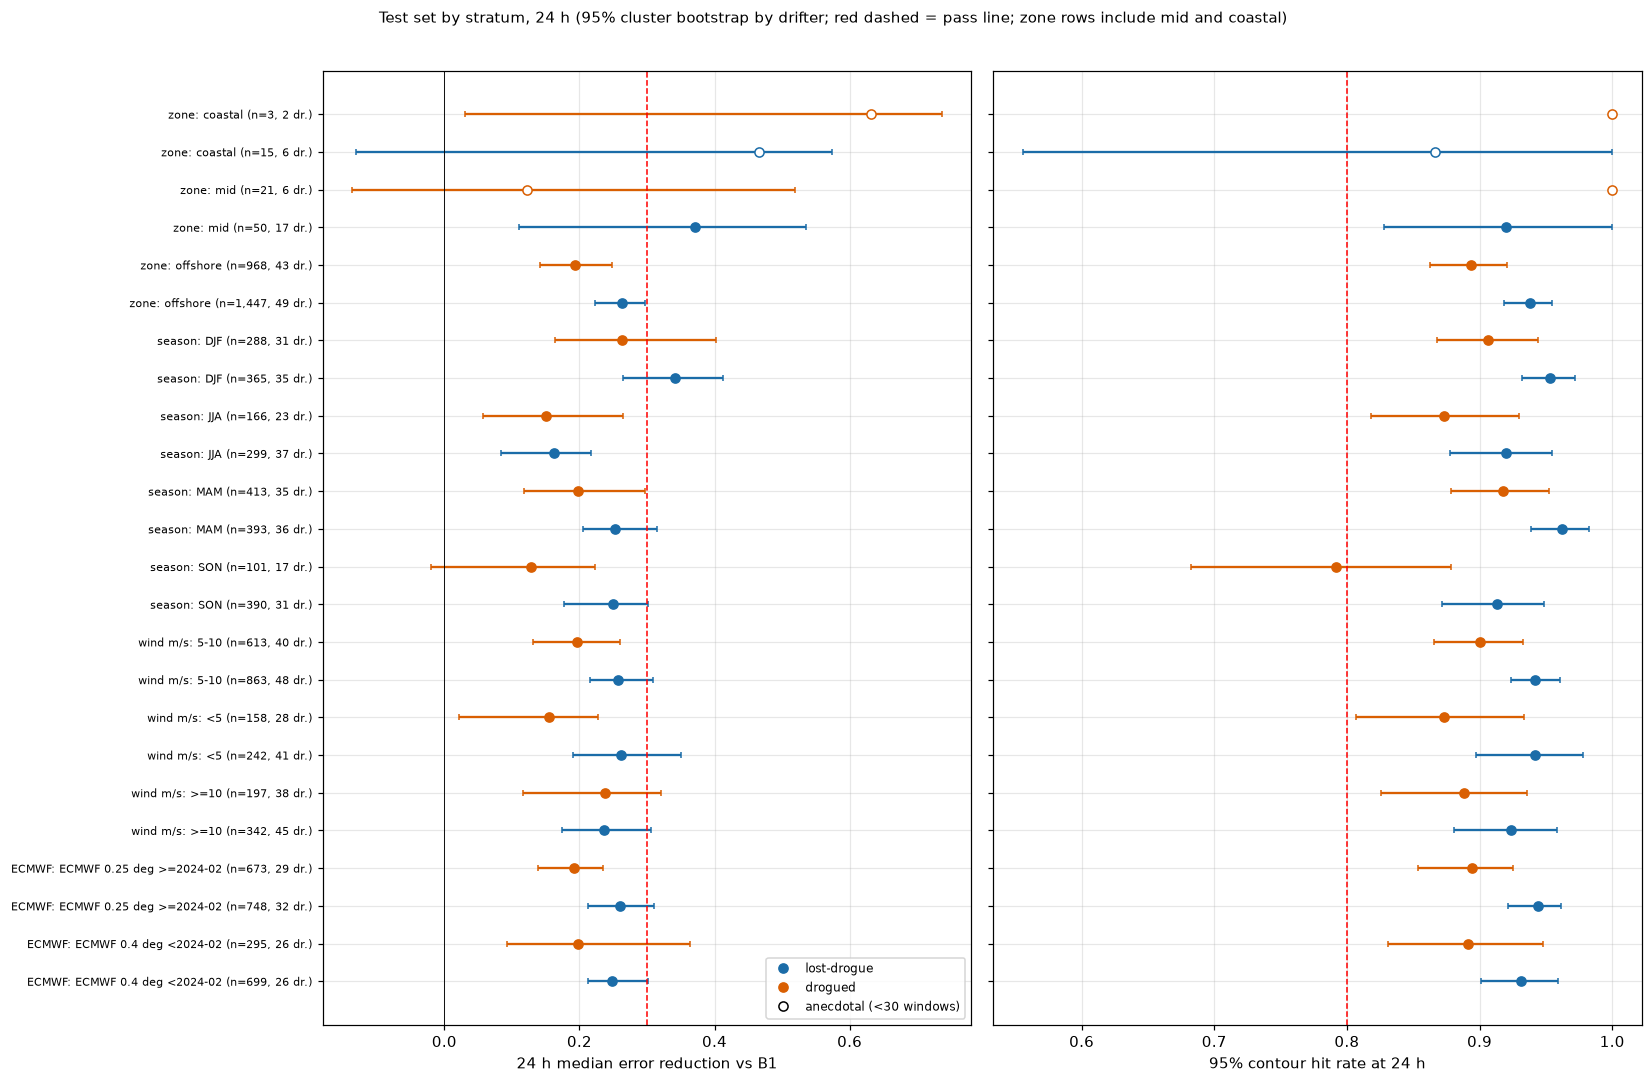 Test set by stratum, 24 h (95% cluster bootstrap by drifter; red dashed = pass line; zone rows include mid and coastal)
zone: coastal (n=3, 2 dr.)
zone: coastal (n=15, 6 dr.)
zone: mid (n=21, 6 dr.)
zone: mid (n=50, 17 dr.)
zone: offshore (n=968, 43 dr.)
zone: offshore (n=1,447, 49 dr.)
season: DJF (n=288, 31 dr.)
season: DJF (n=365, 35 dr.)
season: JJA (n=166, 23 dr.)
season: JJA (n=299, 37 dr.)
season: MAM (n=413, 35 dr.)
season: MAM (n=393, 36 dr.)
season: SON (n=101, 17 dr.)
season: SON (n=390, 31 dr.)
wind m/s: 5-10 (n=613, 40 dr.)
wind m/s: 5-10 (n=863, 48 dr.)
wind m/s: <5 (n=158, 28 dr.)
wind m/s: <5 (n=242, 41 dr.)
wind m/s: >=10 (n=197, 38 dr.)
wind m/s: >=10 (n=342, 45 dr.)
ECMWF: ECMWF 0.25 deg >=2024-02 (n=673, 29 dr.)
ECMWF: ECMWF 0.25 deg >=2024-02 (n=748, 32 dr.)
ECMWF: ECMWF 0.4 deg <2024-02 (n=295, 26 dr.)
ECMWF: ECMWF 0.4 deg <2024-02 (n=699, 26 dr.)
lost-drogue
drogued
anecdotal (<30 windows)
0.0 0.2 0.4 0.6
24 h median error reduction vs B1
0.6 0.7 0.8 0.9 1.0
95% contour hit rate at 24 h